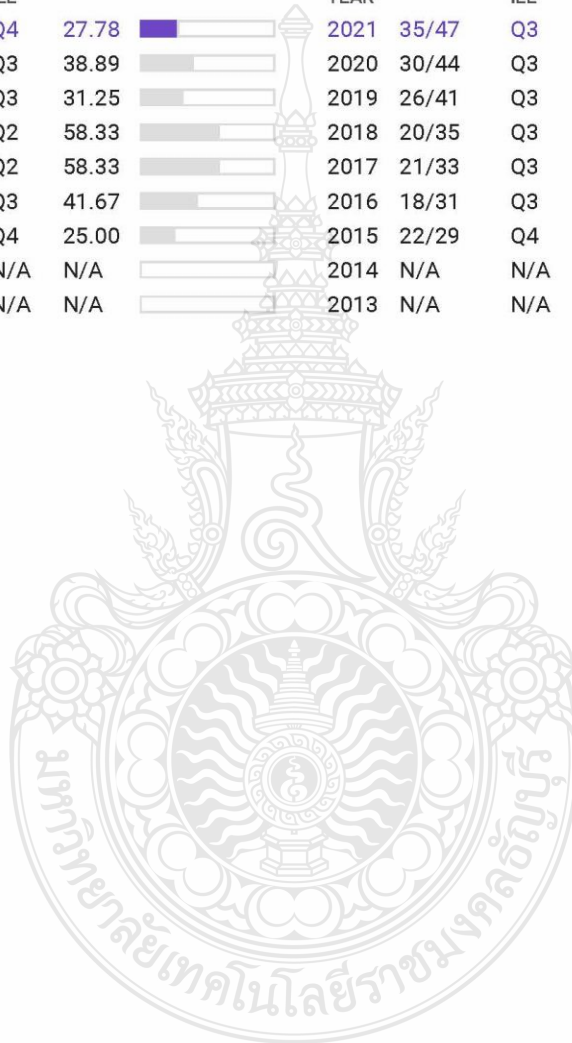 Q4 27.78 2021 35/47 Q3
Q3 38.89 2020 30/44 Q3
Q3 31.25 2019 26/41 Q3
Q2 58.33 2018 20/35 Q3
Q2 58.33 2017 21/33 Q3
Q3 41.67 2016 18/31 Q3
Q4 25.00 2015 22/29 Q4
N/A N/A 2014 N/A N/A
N/A N/A 2013 N/A N/A
มหาวิทยาลัยเทคโนโลยีราชมงคลธัญบุรี